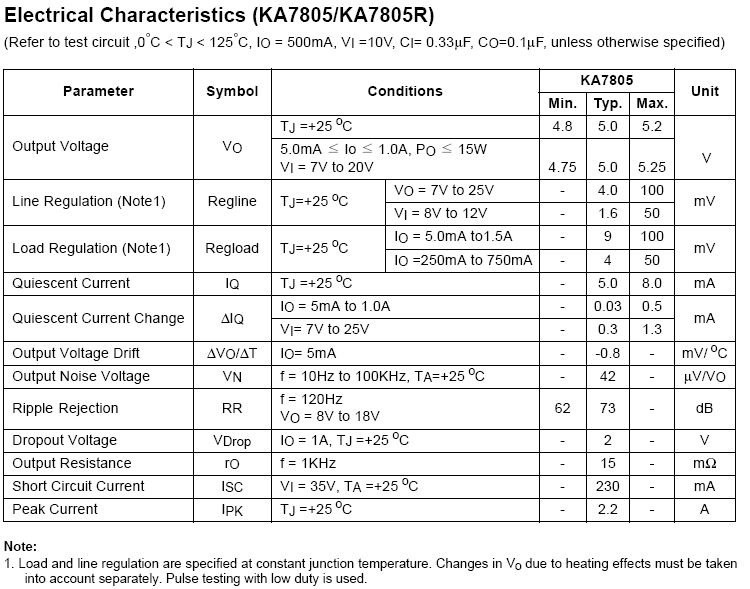 Electrical Characteristics (KA7805/KA7805R)
(Refer to test circuit ,0°C < TJ < 125°C, IO = 500mA, VI =10V, CI= 0.33μF, CO=0.1μF, unless otherwise specified)
Parameter Symbol Conditions KA7805 Unit
Min. Typ. Max.
Output Voltage VO TJ =+25 °C 4.8 5.0 5.2 V
5.0mA ≤ Io ≤ 1.0A, PO ≤ 15W
VI = 7V to 20V 4.75 5.0 5.25
Line Regulation (Note1) Regline TJ=+25 °C VO = 7V to 25V - 4.0 100 mV
VI = 8V to 12V - 1.6 50
Load Regulation (Note1) Regload TJ=+25 °C IO = 5.0mA to1.5A - 9 100 mV
IO =250mA to 750mA - 4 50
Quiescent Current IQ TJ =+25 °C - 5.0 8.0 mA
Quiescent Current Change ΔIQ IO = 5mA to 1.0A - 0.03 0.5 mA
VI= 7V to 25V - 0.3 1.3
Output Voltage Drift ΔVO/ΔT IO= 5mA - -0.8 - mV/ °C
Output Noise Voltage VN f = 10Hz to 100KHz, TA=+25 °C - 42 - μV/VO
Ripple Rejection RR f = 120Hz
VO = 8V to 18V 62 73 - dB
Dropout Voltage VDrop IO = 1A, TJ =+25 °C - 2 - V
Output Resistance rO f = 1KHz - 15 - mΩ
Short Circuit Current ISC VI = 35V, TA =+25 °C - 230 - mA
Peak Current IPK TJ =+25 °C - 2.2 - A
Note:
1. Load and line regulation are specified at constant junction temperature. Changes in Vo due to heating effects must be taken
into account separately. Pulse testing with low duty is used.